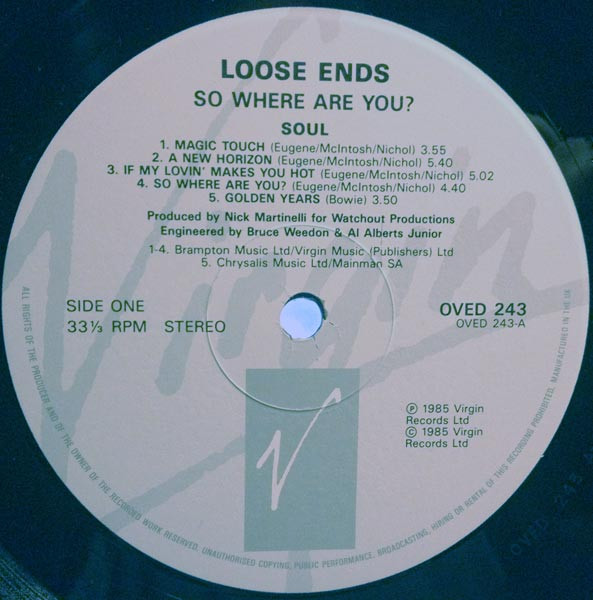 LOOSE ENDS
SO WHERE ARE YOU?
SOUL
1. MAGIC TOUCH (Eugene/McIntosh/Nichol) 3.55
2. A NEW HORIZON (Eugene/McIntosh/Nichol) 5.40
3. IF MY LOVIN' MAKES YOU HOT (Eugene/McIntosh/Nichol) 5.02
4. SO WHERE ARE YOU? (Eugene/McIntosh/Nichol) 4.40
5. GOLDEN YEARS (Bowie) 3.50
Produced by Nick Martinelli for Watchout Productions
Engineered by Bruce Weedon & Al Alberts Junior
1-4. Brampton Music Ltd/Virgin Music (Publishers) Ltd
5. Chrysalis Music Ltd/Mainman SA
Virgin
SIDE ONE
33⅓ RPM STEREO
OVED 243
OVED 243-A
V
℗ 1985 Virgin
Records Ltd
© 1985 Virgin
Records Ltd
ALL RIGHTS OF THE PRODUCER AND OF THE OWNER OF THE RECORDED WORK RESERVED. UNAUTHORISED COPYING, PUBLIC PERFORMANCE, BROADCASTING, HIRING OR RENTAL OF THIS RECORDING PROHIBITED. MANUFACTURED IN THE UK
OVED 243